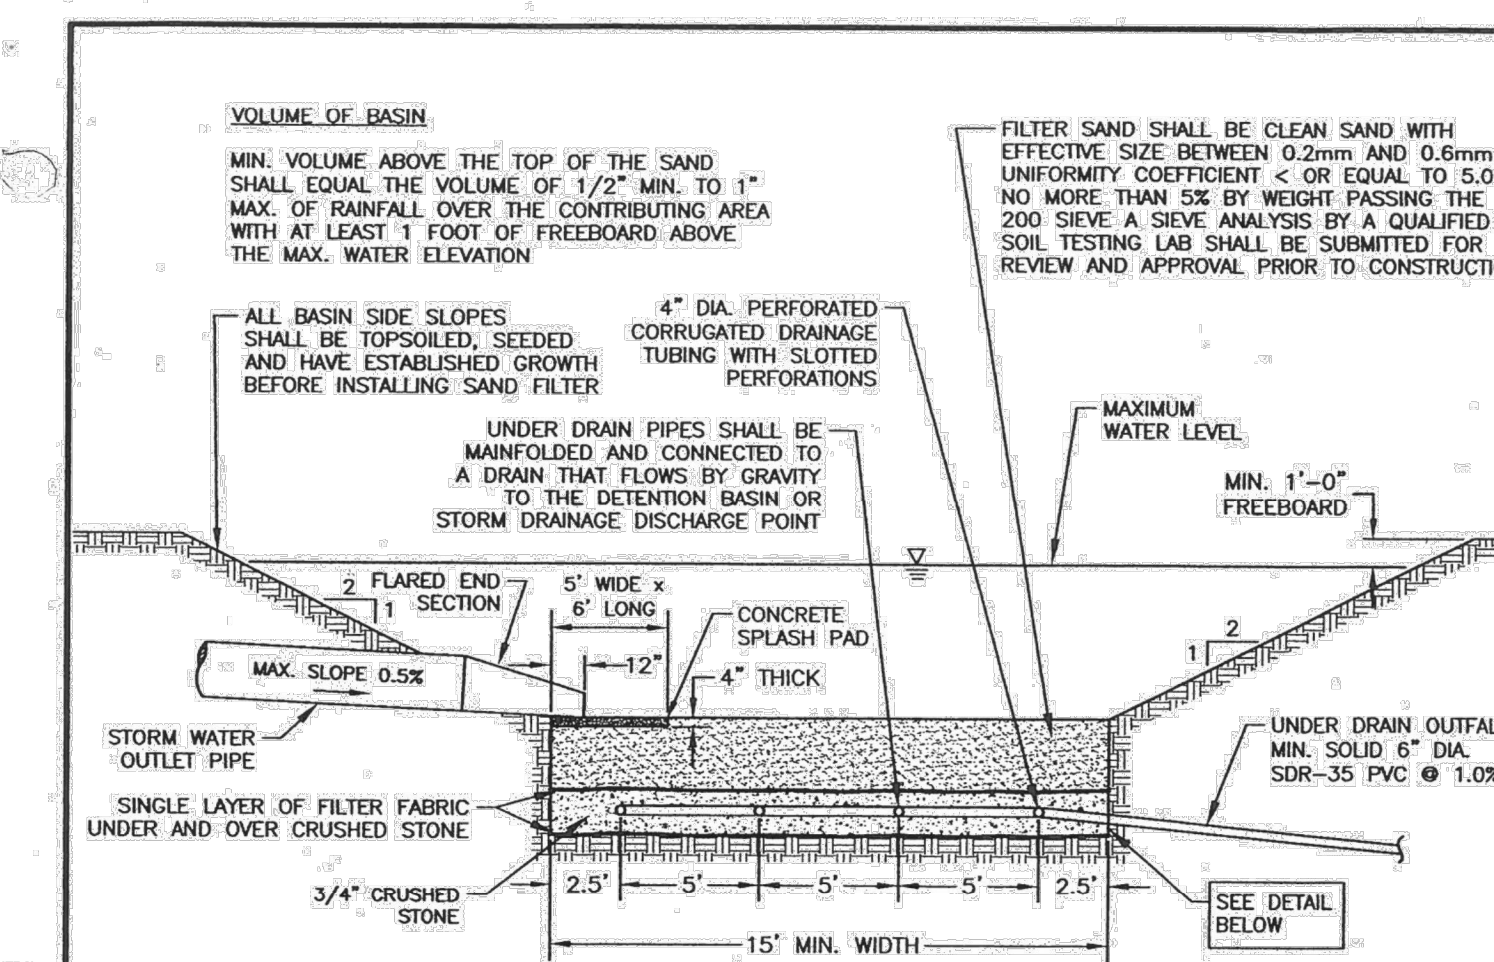 VOLUME OF BASIN
MIN. VOLUME ABOVE THE TOP OF THE SAND
SHALL EQUAL THE VOLUME OF 1/2" MIN. TO 1"
MAX. OF RAINFALL OVER THE CONTRIBUTING AREA
WITH AT LEAST 1 FOOT OF FREEBOARD ABOVE
THE MAX. WATER ELEVATION
FILTER SAND SHALL BE CLEAN SAND WITH
EFFECTIVE SIZE BETWEEN 0.2mm AND 0.6mm
UNIFORMITY COEFFICIENT < OR EQUAL TO 5.0
NO MORE THAN 5% BY WEIGHT PASSING THE
200 SIEVE A SIEVE ANALYSIS BY A QUALIFIED
SOIL TESTING LAB SHALL BE SUBMITTED FOR
REVIEW AND APPROVAL PRIOR TO CONSTRUCTI
ALL BASIN SIDE SLOPES
SHALL BE TOPSOILED, SEEDED
AND HAVE ESTABLISHED GROWTH
BEFORE INSTALLING SAND FILTER
4" DIA. PERFORATED
CORRUGATED DRAINAGE
TUBING WITH SLOTTED
PERFORATIONS
UNDER DRAIN PIPES SHALL BE
MAINFOLDED AND CONNECTED TO
A DRAIN THAT FLOWS BY GRAVITY
TO THE DETENTION BASIN OR
STORM DRAINAGE DISCHARGE POINT
MAXIMUM
WATER LEVEL
MIN. 1'-0"
FREEBOARD
2
1
FLARED END
SECTION
5' WIDE x
6' LONG
CONCRETE
SPLASH PAD
12"
4" THICK
2
1
MAX. SLOPE 0.5%
STORM WATER
OUTLET PIPE
UNDER DRAIN OUTFAL
MIN. SOLID 6" DIA.
SDR-35 PVC @ 1.0%
SINGLE LAYER OF FILTER FABRIC
UNDER AND OVER CRUSHED STONE
3/4" CRUSHED
STONE
2.5' 5' 5' 5' 2.5'
SEE DETAIL
BELOW
15' MIN. WIDTH